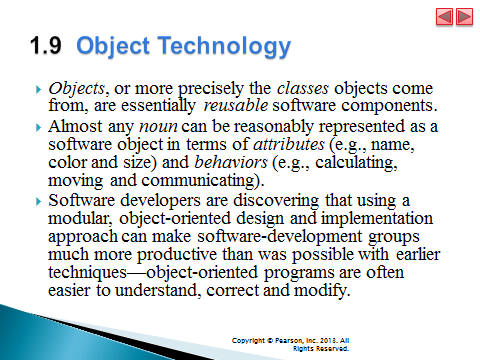 1.9 Object Technology
Objects, or more precisely the classes objects come
from, are essentially reusable software components.
Almost any noun can be reasonably represented as a
software object in terms of attributes (e.g., name,
color and size) and behaviors (e.g., calculating,
moving and communicating).
Software developers are discovering that using a
modular, object-oriented design and implementation
approach can make software-development groups
much more productive than was possible with earlier
techniques—object-oriented programs are often
easier to understand, correct and modify.
Copyright © Pearson, Inc. 2013. All
Rights Reserved.